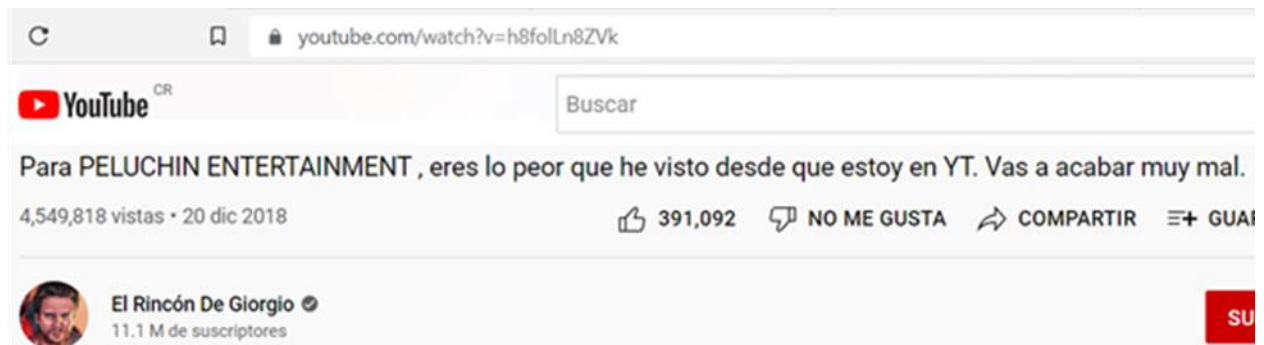 youtube.com/watch?v=h8folLn8ZVk
YouTube CR
Buscar
Para PELUCHIN ENTERTAINMENT , eres lo peor que he visto desde que estoy en YT. Vas a acabar muy mal.
4,549,818 vistas • 20 dic 2018 391,092 NO ME GUSTA COMPARTIR GUAR
El Rincón De Giorgio
11.1 M de suscriptores
SU